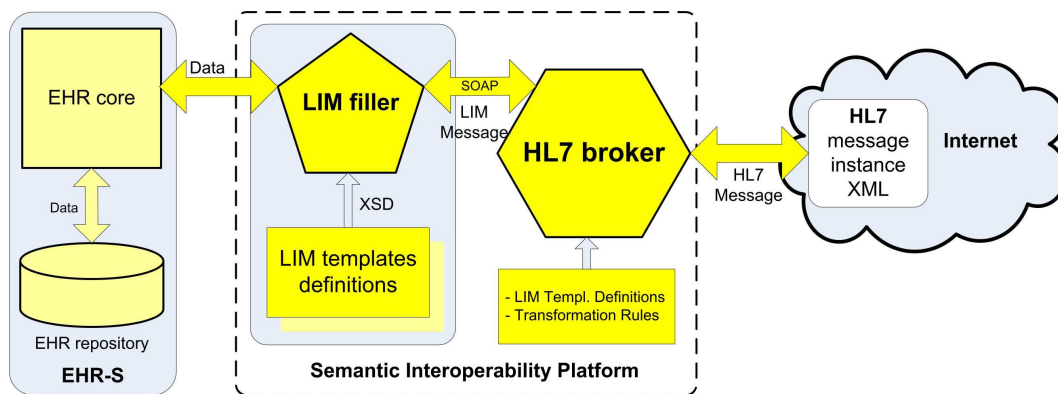 EHR core
Data
EHR repository
EHR-S
Data
LIM filler
XSD
LIM templates
definitions
SOAP
LIM
Message
HL7 broker
- LIM Templ. Definitions
- Transformation Rules
Semantic Interoperability Platform
HL7
Message
HL7
message
instance
XML
Internet